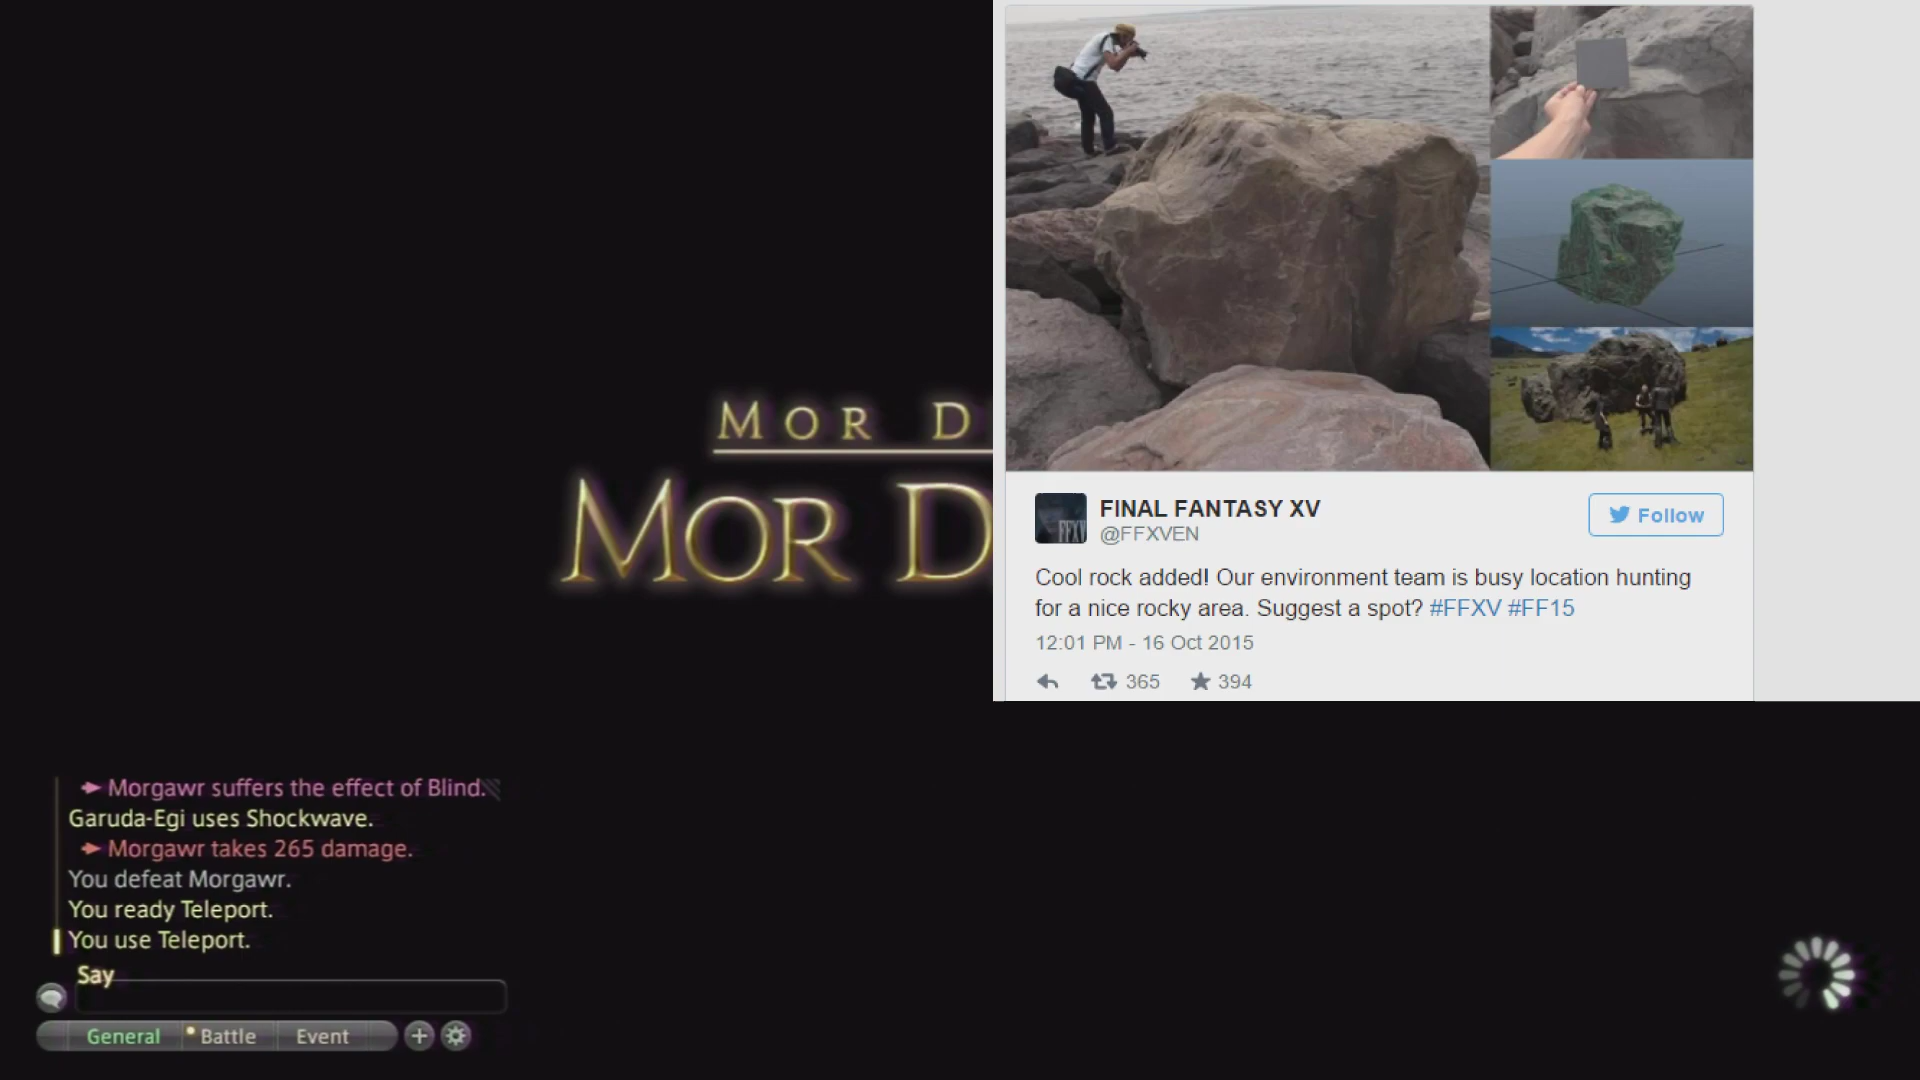 MOR D
MOR D
FFXV
FINAL FANTASY XV
@FFXVEN
Follow
Cool rock added! Our environment team is busy location hunting
for a nice rocky area. Suggest a spot? #FFXV #FF15
12:01 PM - 16 Oct 2015
365 394
Morgawr suffers the effect of Blind.
Garuda-Egi uses Shockwave.
Morgawr takes 265 damage.
You defeat Morgawr.
You ready Teleport.
You use Teleport.
Say
General Battle Event